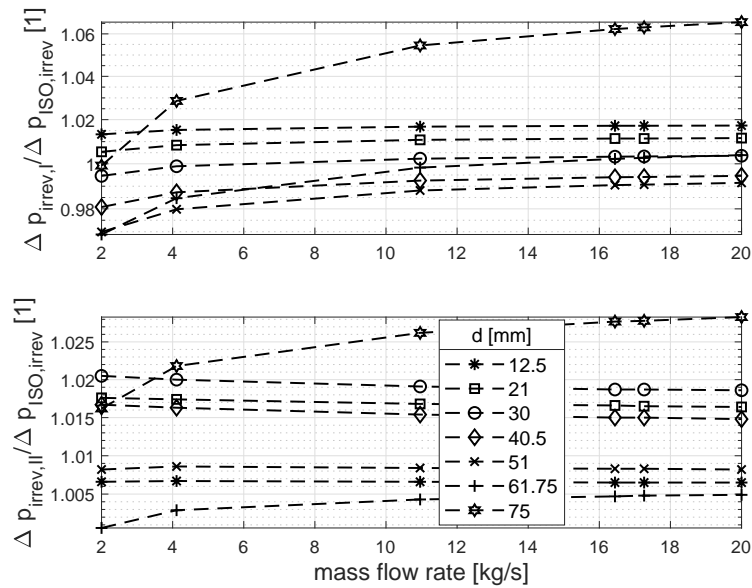 Δ p_irrev,I/Δ p_ISO,irrev [1]
1.06
1.04
1.02
1
0.98
2 4 6 8 10 12 14 16 18 20
Δ p_irrev,II/Δ p_ISO,irrev [1]
1.025
1.02
1.015
1.01
1.005
d [mm]
12.5
21
30
40.5
51
61.75
75
2 4 6 8 10 12 14 16 18 20
mass flow rate [kg/s]